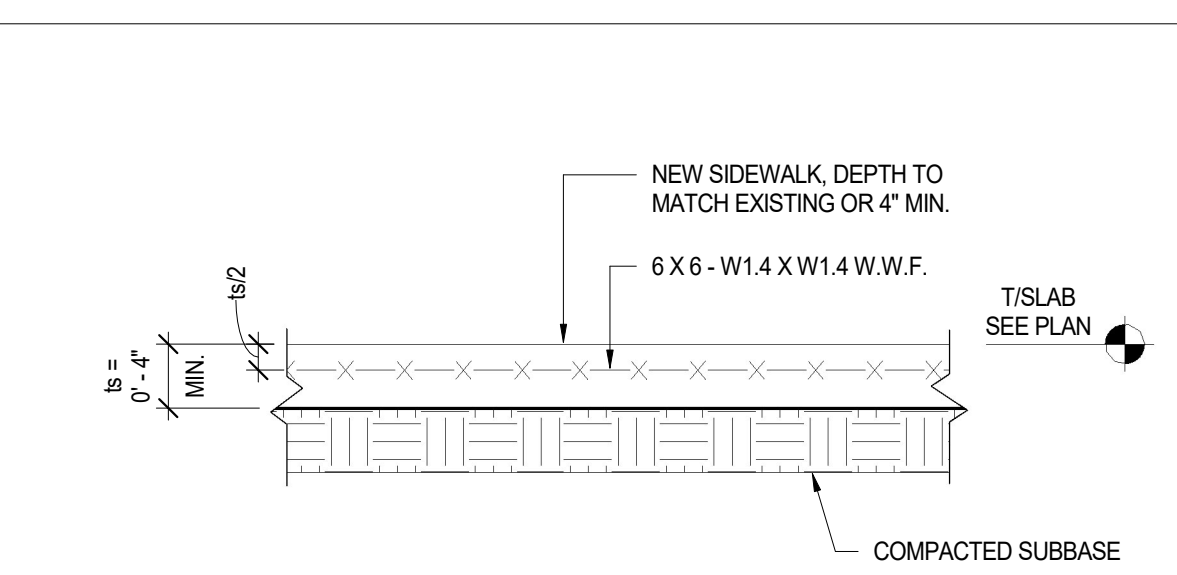 NEW SIDEWALK, DEPTH TO
MATCH EXISTING OR 4" MIN.
6 X 6 - W1.4 X W1.4 W.W.F.
T/SLAB
SEE PLAN
ts/2
ts =
0' - 4"
MIN.
COMPACTED SUBBASE